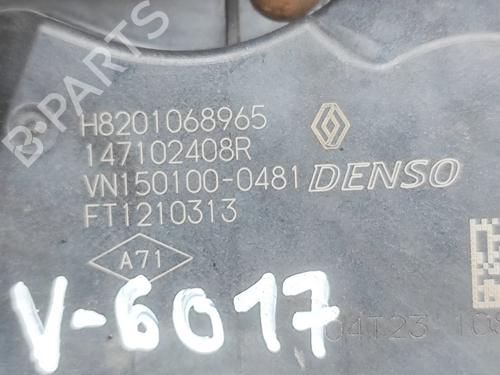 B-PARTS
H8201068965
147102408R
VN150100-0481 DENSO
FT1210313
A71
V-6017
04T23